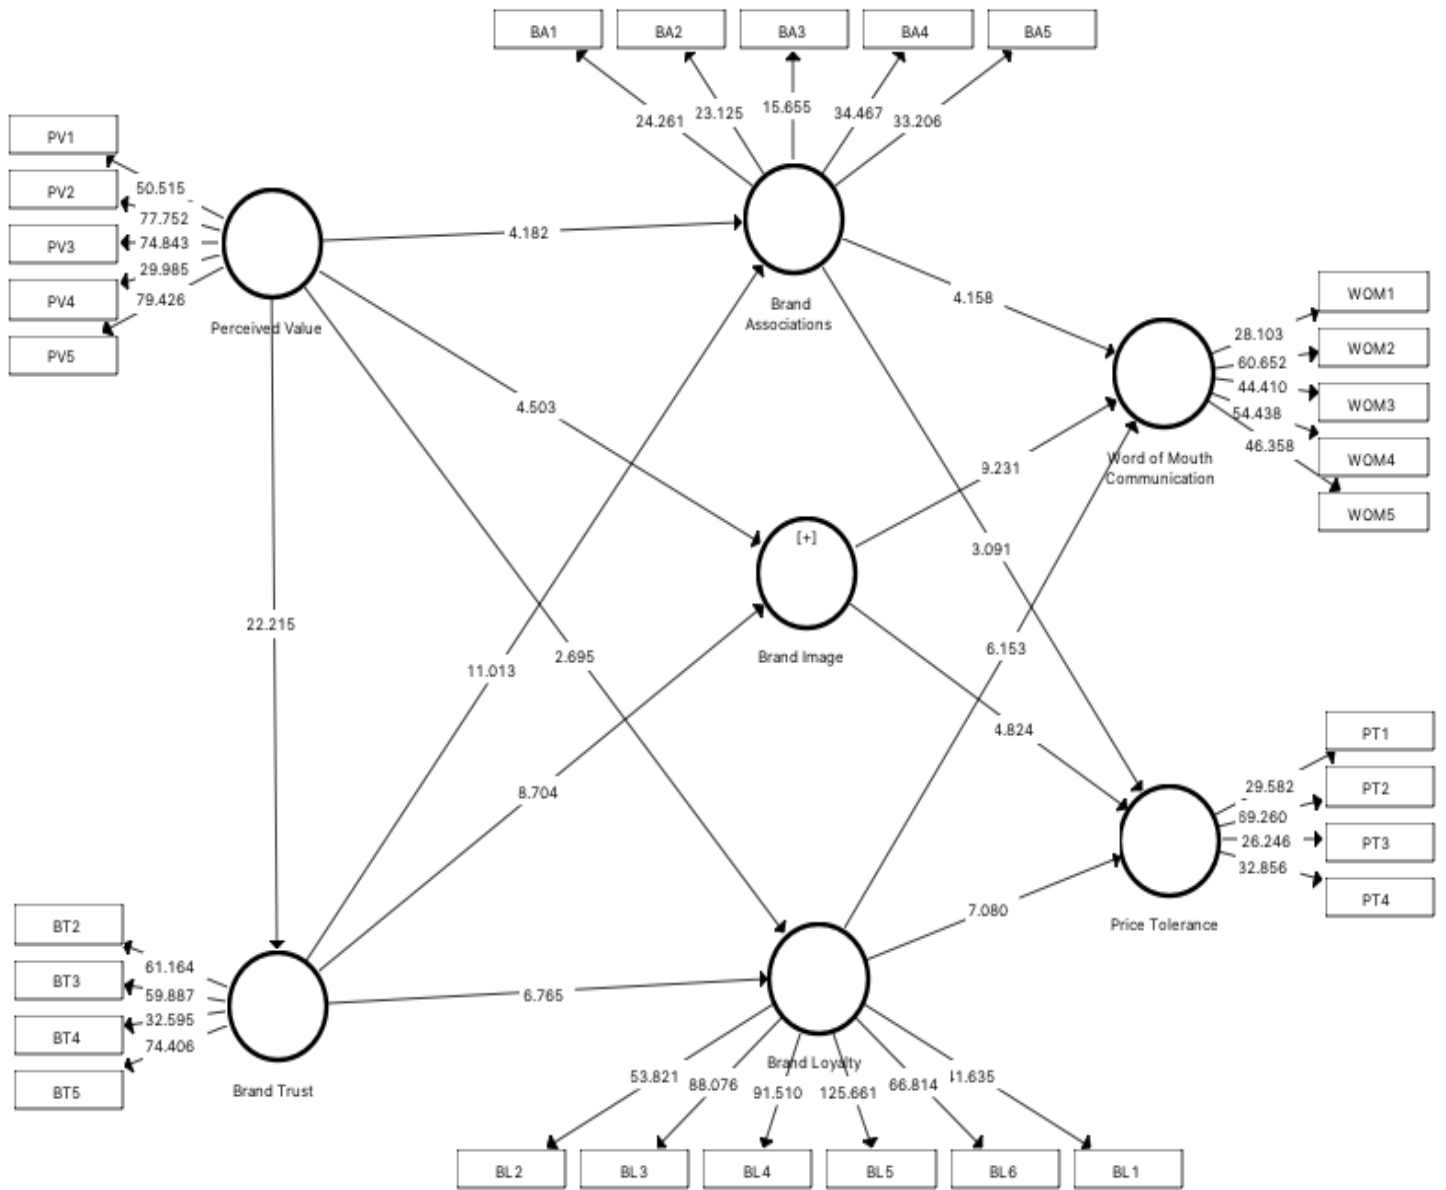 BA1 BA2 BA3 BA4 BA5
24.261 23.125 15.655 34.467 33.206
PV1
PV2
PV3
PV4
PV5
50.515
77.752
74.843
29.985
79.426
Perceived Value
4.182
Brand
Associations
4.158
WOM1
WOM2
WOM3
WOM4
WOM5
28.103
60.652
44.410
54.438
46.358
Word of Mouth
Communication
4.503
9.231
[+]
Brand Image
3.091
22.215
11.013
2.695
6.153
4.824
8.704
PT1
PT2
PT3
PT4
29.582
26.246
32.856
Price Tolerance
7.080
BT2
BT3
BT4
BT5
61.164
59.887
32.595
74.406
Brand Trust
6.765
Brand Loyalty
53.821 88.076 91.510 125.661 66.814
BL2 BL3 BL4 BL5 BL6 BL1